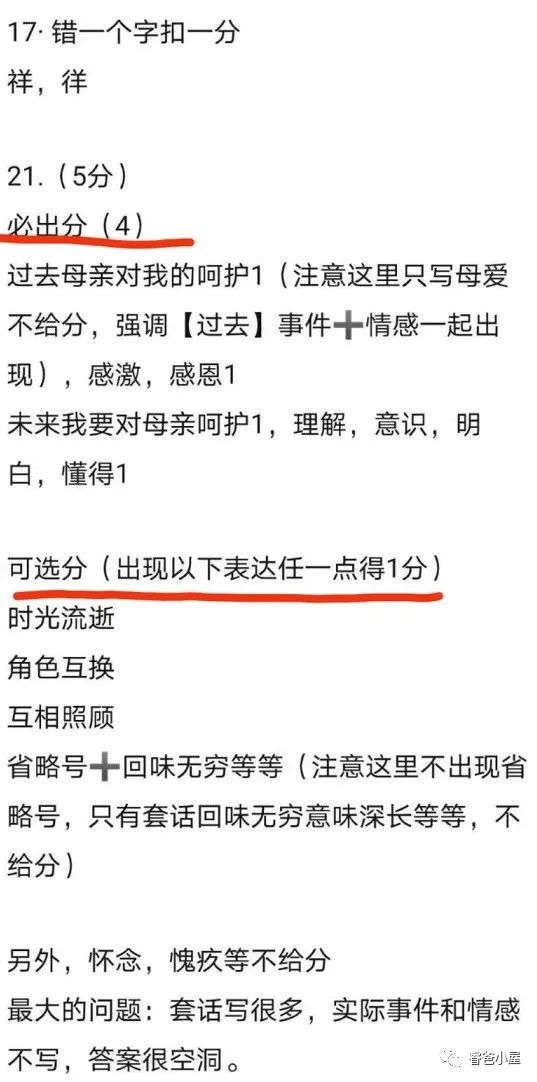 17· 错一个字扣一分
祥，徉
21.（5分）
必出分（4）
过去母亲对我的呵护1（注意这里只写母爱
不给分，强调【过去】事件➕情感一起出
现），感激，感恩1
未来我要对母亲呵护1，理解，意识，明
白，懂得1
可选分（出现以下表达任一点得1分）
时光流逝
角色互换
互相照顾
省略号➕回味无穷等等（注意这里不出现省
略号，只有套话回味无穷意味深长等等，不
给分）
另外，怀念，愧疚等不给分
最大的问题：套话写很多，实际事件和情感
不写，答案很空洞。
睿爸小屋